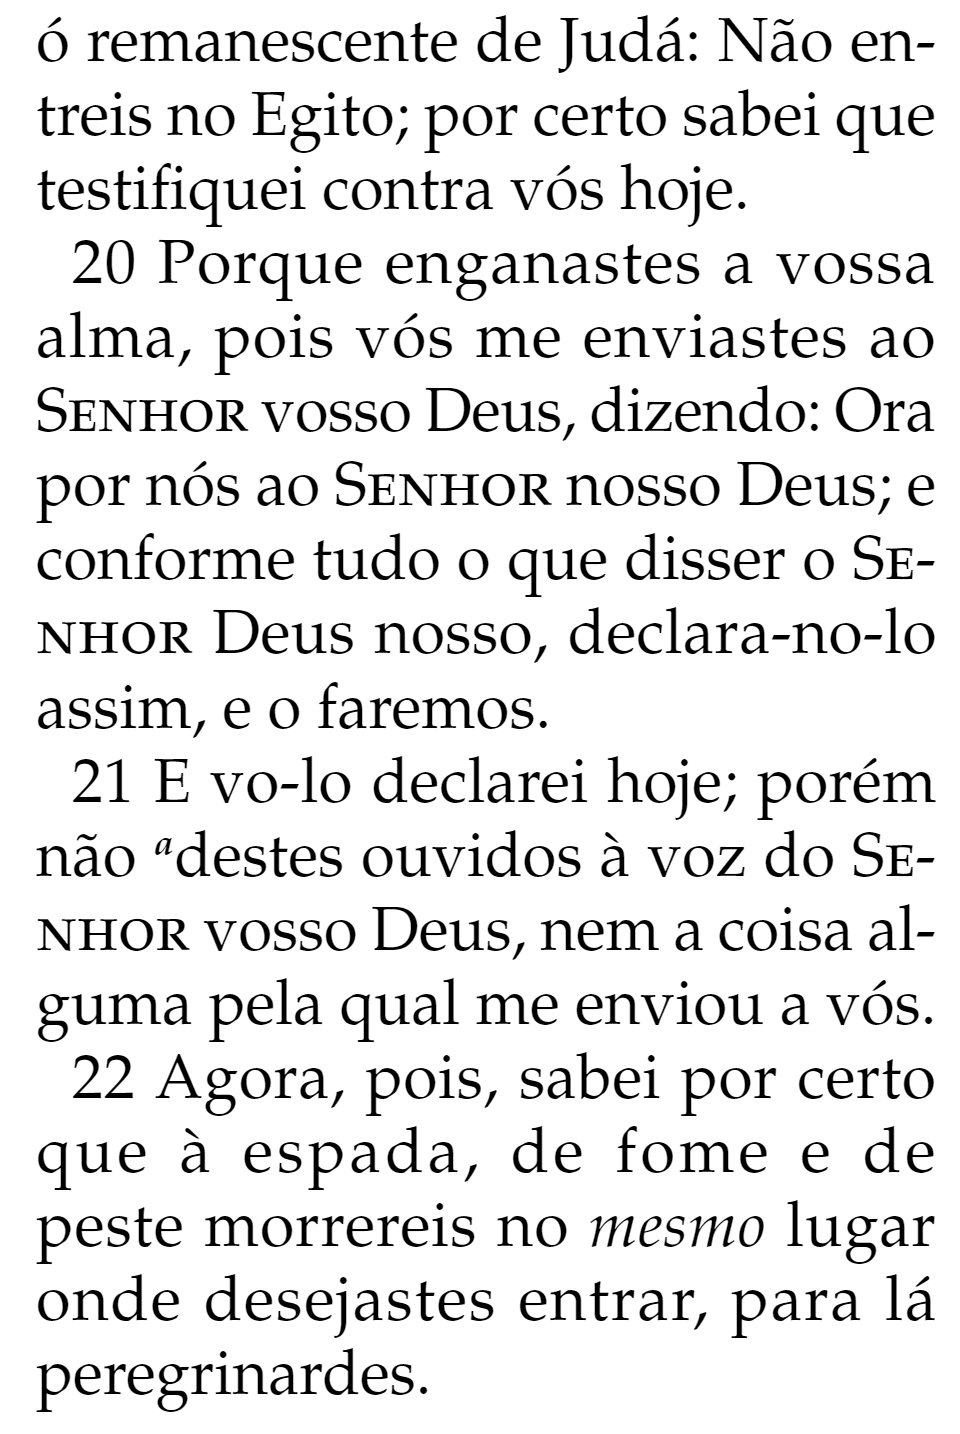 ó remanescente de Judá: Não en-
treis no Egito; por certo sabei que
testifiquei contra vós hoje.
20 Porque enganastes a vossa
alma, pois vós me enviastes ao
SENHOR vosso Deus, dizendo: Ora
por nós ao SENHOR nosso Deus; e
conforme tudo o que disser o SE-
NHOR Deus nosso, declara-no-lo
assim, e o faremos.
21 E vo-lo declarei hoje; porém
não ᵃdestes ouvidos à voz do SE-
NHOR vosso Deus, nem a coisa al-
guma pela qual me enviou a vós.
22 Agora, pois, sabei por certo
que à espada, de fome e de
peste morrereis no mesmo lugar
onde desejastes entrar, para lá
peregrinardes.